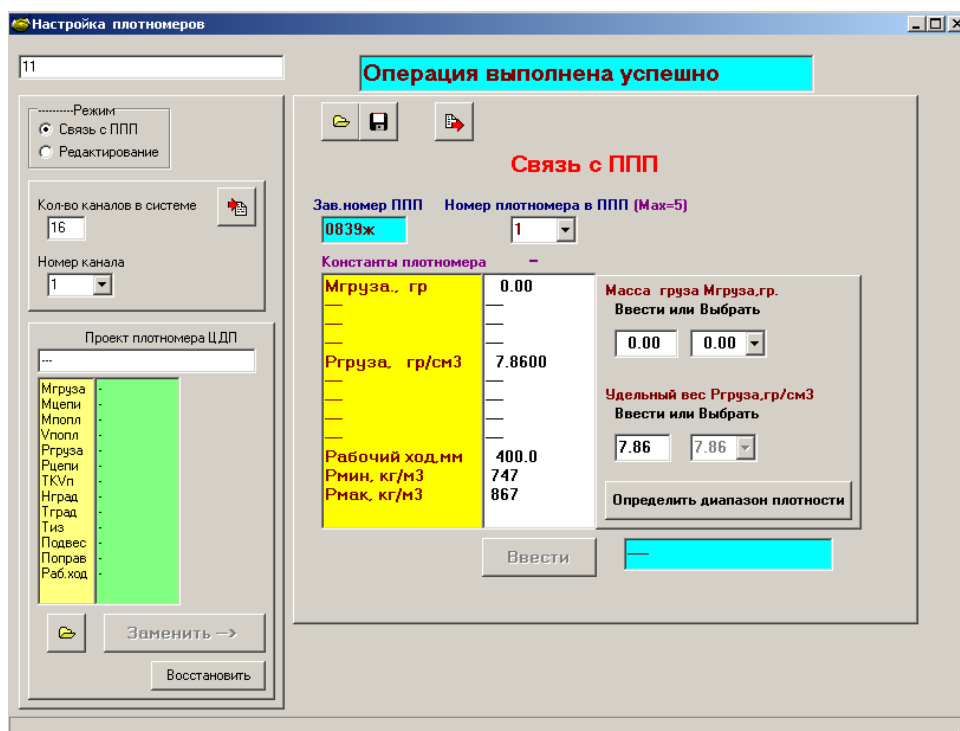 Настройка плотномеров
11
Операция выполнена успешно
----------Режим
Связь с ППП
Редактирование
Кол-во каналов в системе
16
Номер канала
1
Проект плотномера ЦДП
---
Мгруза -
Мцепи -
Мпопл -
Vпопл -
Ргруза -
Рцепи -
TKVп -
Нград -
Тград -
Тиз -
Подвес -
Поправ -
Раб.ход -
Заменить -->
Восстановить
Связь с ППП
Зав.номер ППП Номер плотномера в ППП (Max=5)
0839ж 1
Константы плотномера –
Мгруза., гр 0.00
— —
— —
— —
Ргруза, гр/см3 7.8600
— —
— —
— —
— —
Рабочий ход,мм 400.0
Рмин, кг/м3 747
Рмак, кг/м3 867
Масса груза Мгруза,гр.
Ввести или Выбрать
0.00 0.00
Удельный вес Ргруза,гр/см3
Ввести или Выбрать
7.86 7.86
Определить диапазон плотности
Ввести —